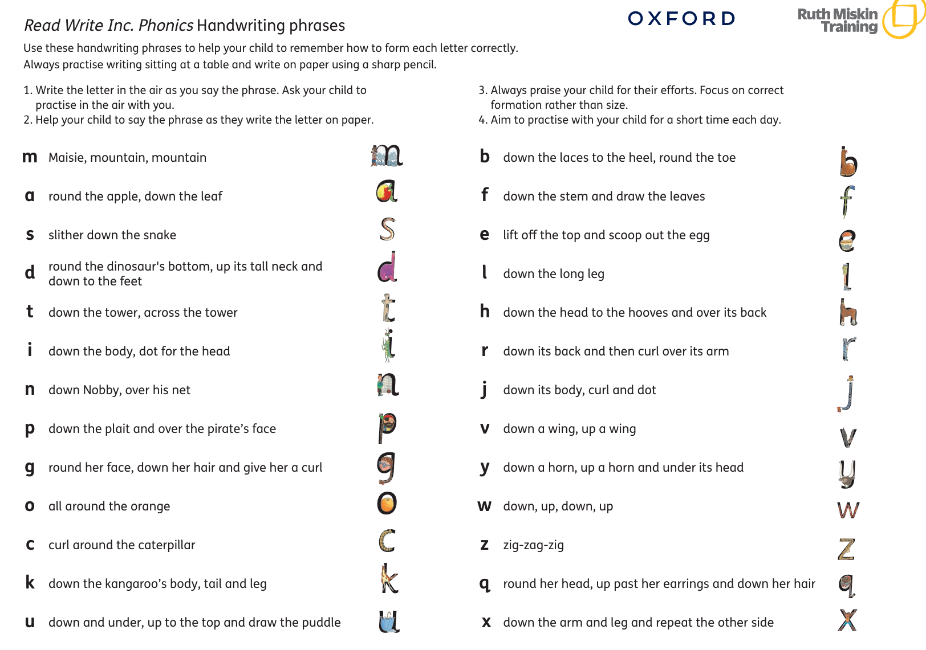 Read Write Inc. Phonics Handwriting phrases
OXFORD
Ruth Miskin
Training
Use these handwriting phrases to help your child to remember how to form each letter correctly.
Always practise writing sitting at a table and write on paper using a sharp pencil.
1. Write the letter in the air as you say the phrase. Ask your child to
practise in the air with you.
2. Help your child to say the phrase as they write the letter on paper.
3. Always praise your child for their efforts. Focus on correct
formation rather than size.
4. Aim to practise with your child for a short time each day.
m Maisie, mountain, mountain m
a round the apple, down the leaf a
s slither down the snake s
d round the dinosaur's bottom, up its tall neck and
down to the feet d
t down the tower, across the tower t
i down the body, dot for the head i
n down Nobby, over his net n
p down the plait and over the pirate's face p
g round her face, down her hair and give her a curl g
o all around the orange o
c curl around the caterpillar c
k down the kangaroo's body, tail and leg k
u down and under, up to the top and draw the puddle u
b down the laces to the heel, round the toe b
f down the stem and draw the leaves f
e lift off the top and scoop out the egg e
l down the long leg l
h down the head to the hooves and over its back h
r down its back and then curl over its arm r
j down its body, curl and dot j
v down a wing, up a wing v
y down a horn, up a horn and under its head y
w down, up, down, up w
z zig-zag-zig z
q round her head, up past her earrings and down her hair q
x down the arm and leg and repeat the other side x